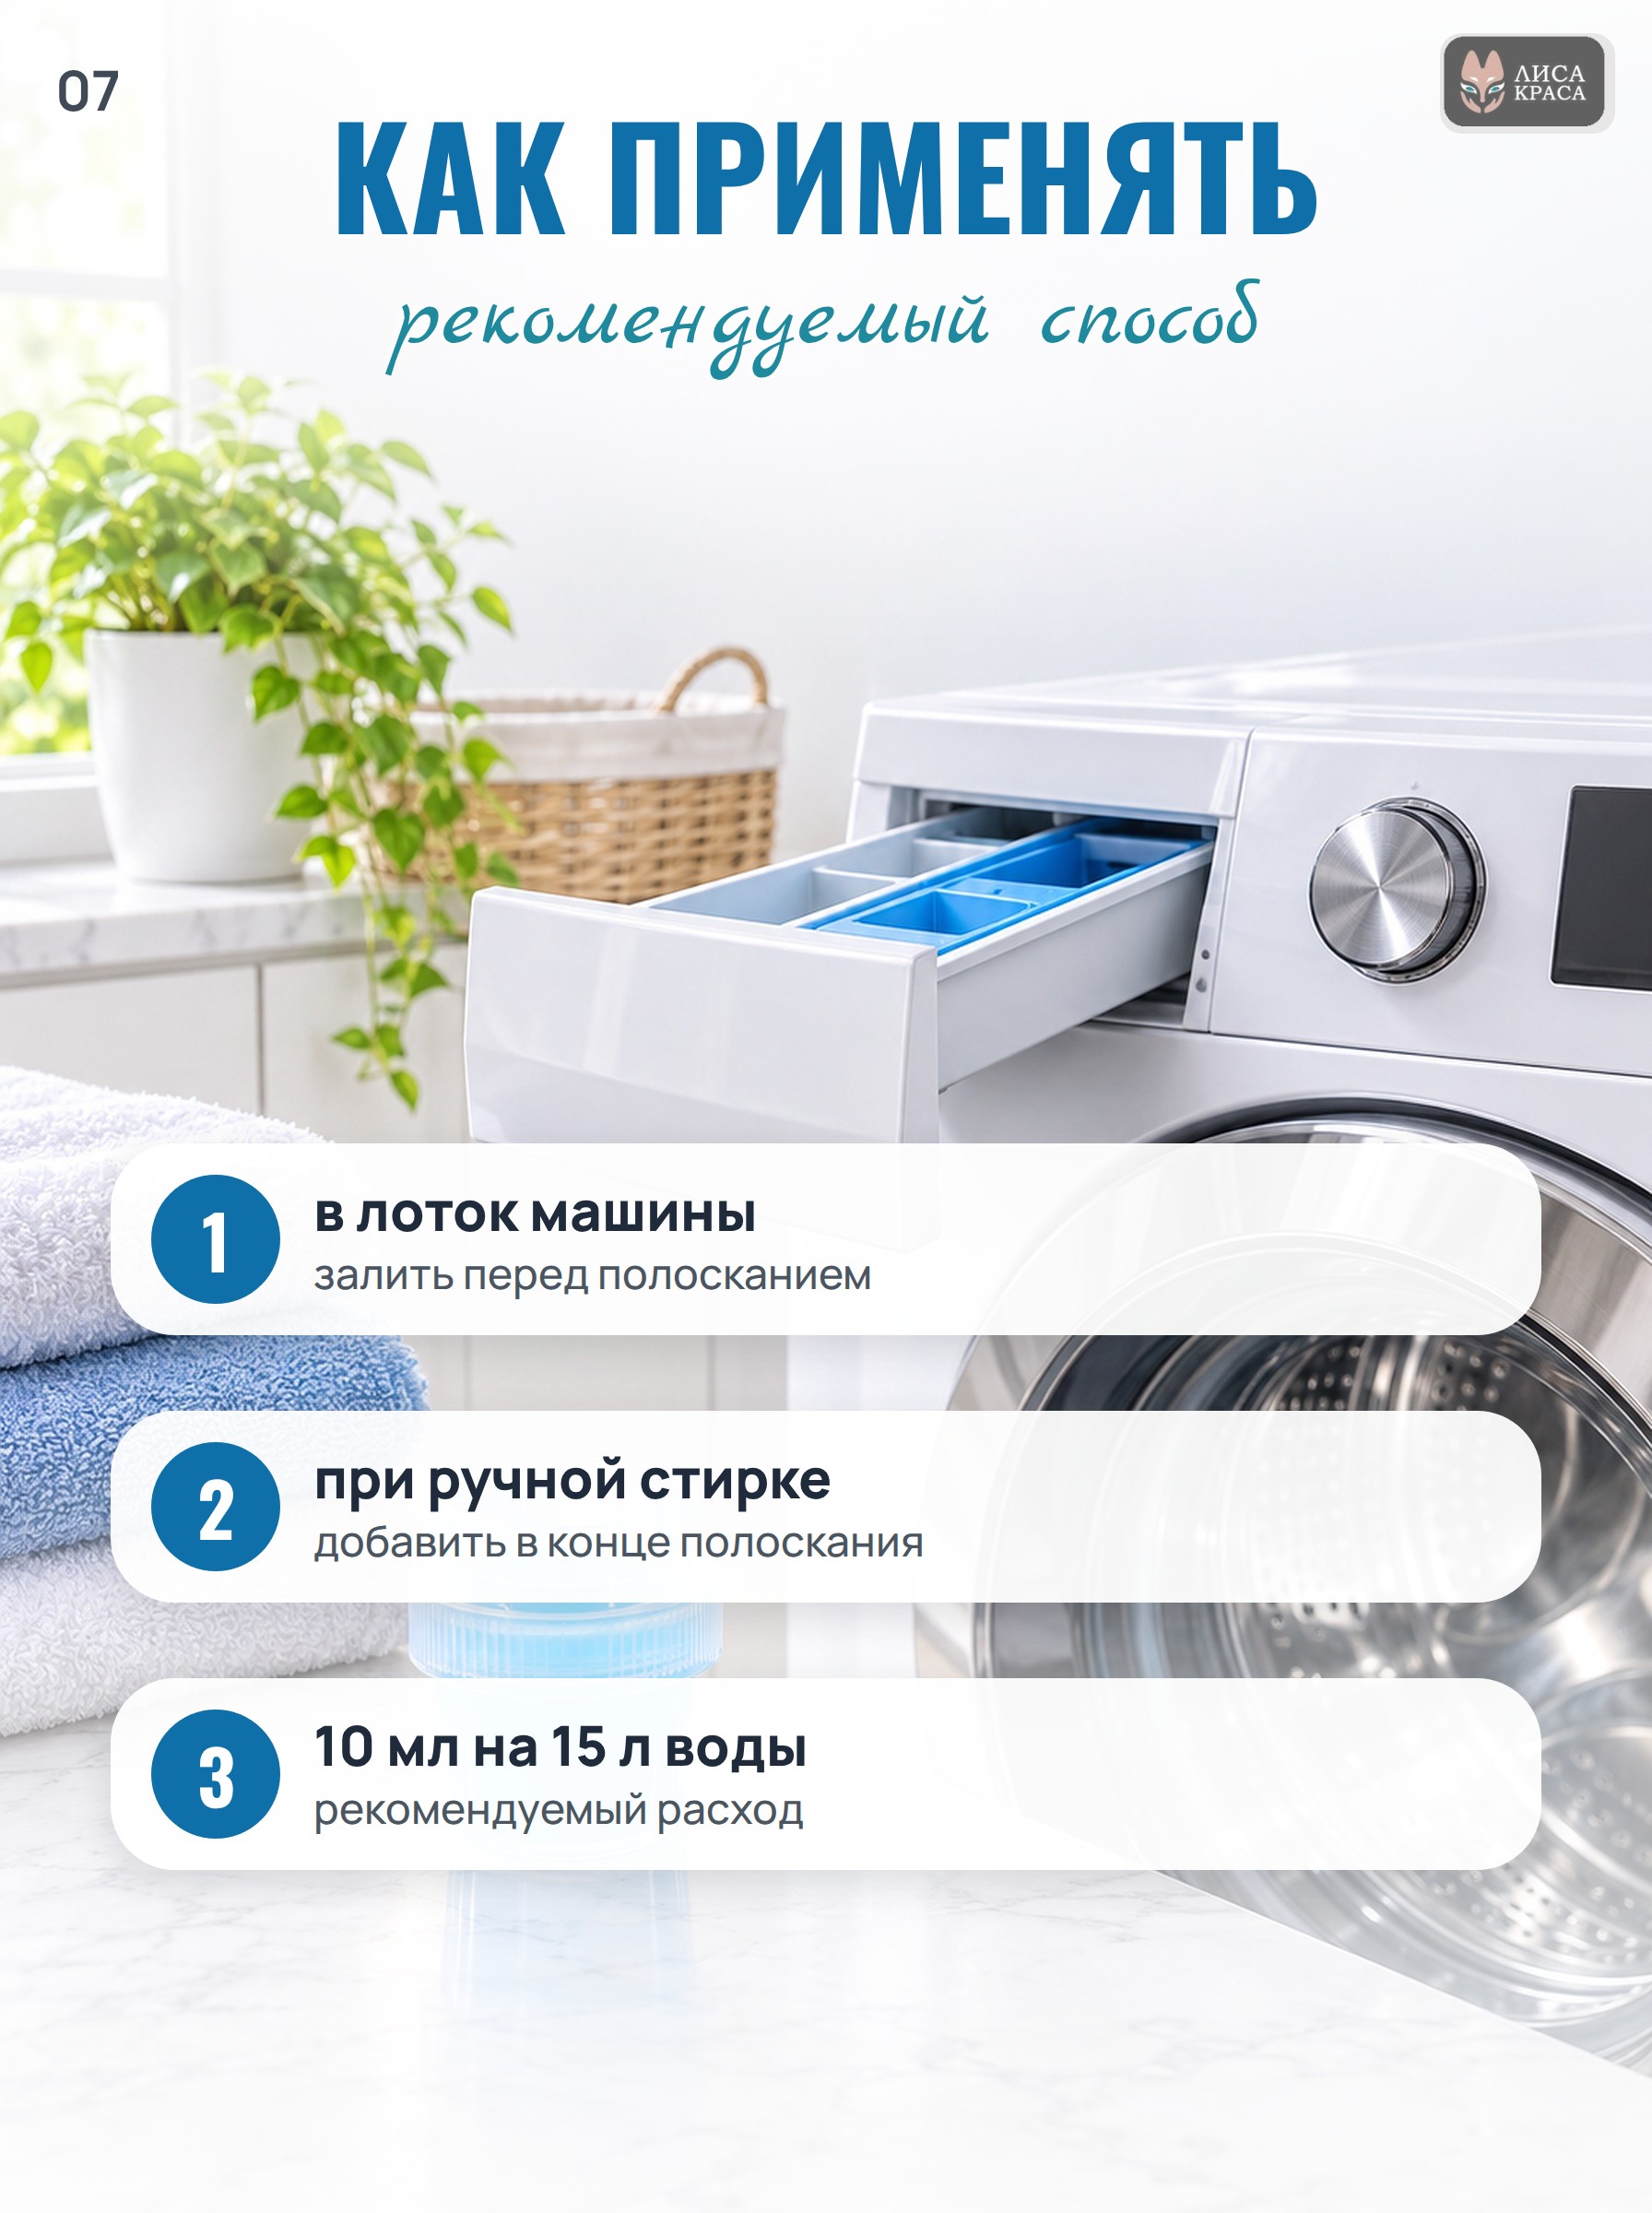 07
ЛИСА
КРАСА
КАК ПРИМЕНЯТЬ
рекомендуемый способ
1
в лоток машины
залить перед полосканием
2
при ручной стирке
добавить в конце полоскания
3
10 мл на 15 л воды
рекомендуемый расход